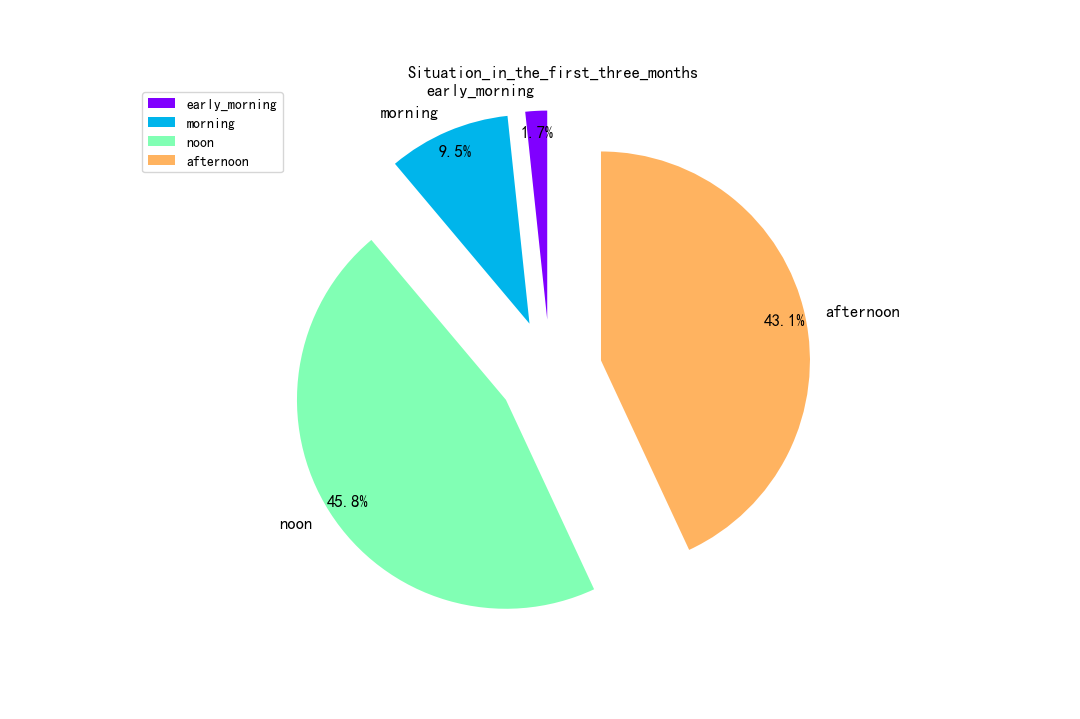 Situation_in_the_first_three_months
early_morning
morning
noon
afternoon
early_morning
morning
1.7%
9.5%
afternoon
43.1%
45.8%
noon